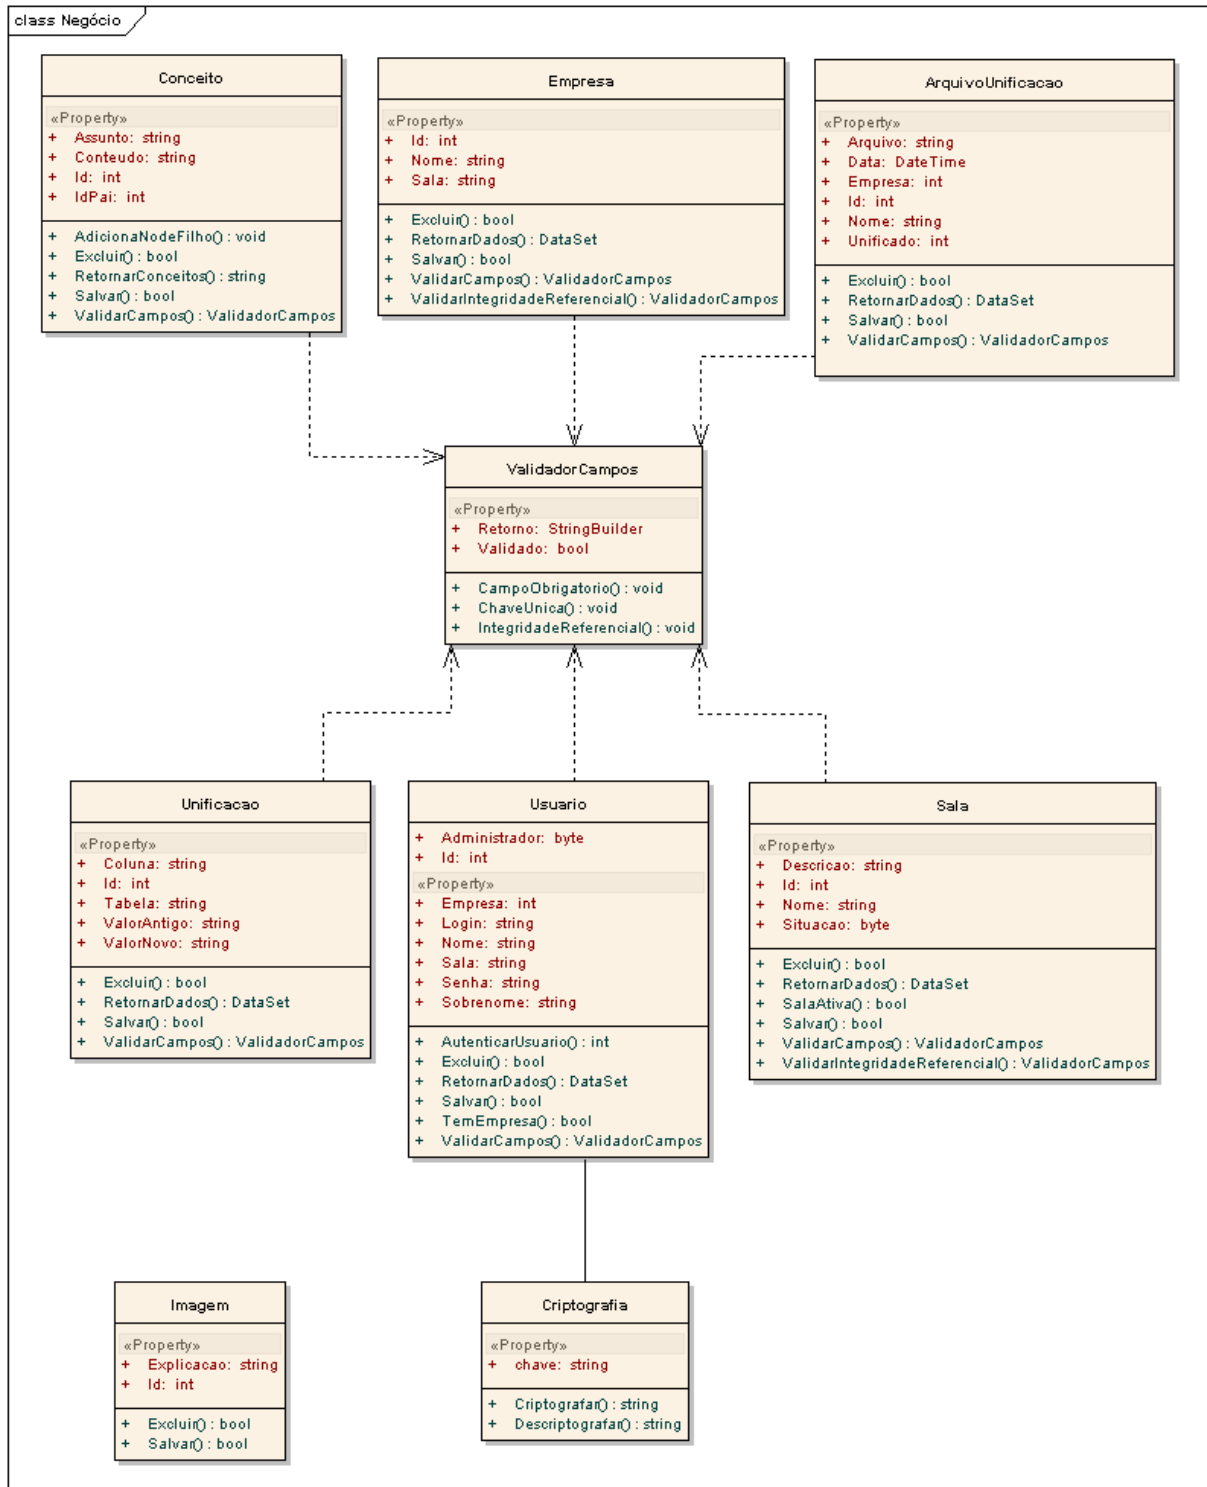 class Negócio
Conceito
«Property»
+ Assunto: string
+ Conteudo: string
+ Id: int
+ IdPai: int
+ AdicionaNodeFilho() : void
+ Excluir() : bool
+ RetornarConceitos() : string
+ Salvar() : bool
+ ValidarCampos() : ValidadorCampos
Empresa
«Property»
+ Id: int
+ Nome: string
+ Sala: string
+ Excluir() : bool
+ RetornarDados() : DataSet
+ Salvar() : bool
+ ValidarCampos() : ValidadorCampos
+ ValidarIntegridadeReferencial() : ValidadorCampos
ArquivoUnificacao
«Property»
+ Arquivo: string
+ Data: DateTime
+ Empresa: int
+ Id: int
+ Nome: string
+ Unificado: int
+ Excluir() : bool
+ RetornarDados() : DataSet
+ Salvar() : bool
+ ValidarCampos() : ValidadorCampos
ValidadorCampos
«Property»
+ Retorno: StringBuilder
+ Validado: bool
+ CampoObrigatorio() : void
+ ChaveUnica() : void
+ IntegridadeReferencial() : void
Unificacao
«Property»
+ Coluna: string
+ Id: int
+ Tabela: string
+ ValorAntigo: string
+ ValorNovo: string
+ Excluir() : bool
+ RetornarDados() : DataSet
+ Salvar() : bool
+ ValidarCampos() : ValidadorCampos
Usuario
+ Administrador: byte
+ Id: int
«Property»
+ Empresa: int
+ Login: string
+ Nome: string
+ Sala: string
+ Senha: string
+ Sobrenome: string
+ AutenticarUsuario() : int
+ Excluir() : bool
+ RetornarDados() : DataSet
+ Salvar() : bool
+ TemEmpresa() : bool
+ ValidarCampos() : ValidadorCampos
Sala
«Property»
+ Descricao: string
+ Id: int
+ Nome: string
+ Situacao: byte
+ Excluir() : bool
+ RetornarDados() : DataSet
+ SalaAtiva() : bool
+ Salvar() : bool
+ ValidarCampos() : ValidadorCampos
+ ValidarIntegridadeReferencial() : ValidadorCampos
Imagem
«Property»
+ Explicacao: string
+ Id: int
+ Excluir() : bool
+ Salvar() : bool
Criptografia
«Property»
+ chave: string
+ Criptografar() : string
+ Descriptografar() : string